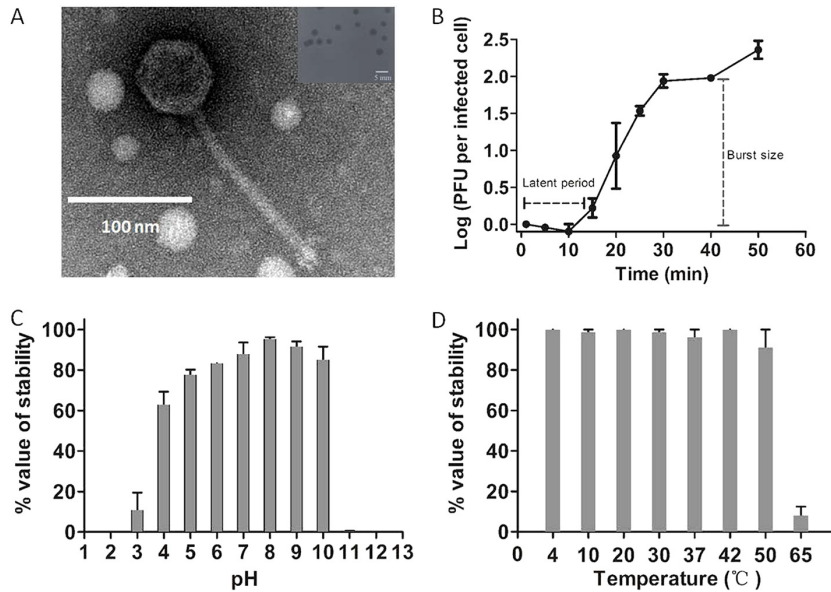 A
5 mm
100 nm
B
Log (PFU per infected cell)
2.5
2.0
1.5
1.0
0.5
0.0
Latent period
Burst size
0 10 20 30 40 50 60
Time (min)
C
% value of stability
100
80
60
40
20
0
1 2 3 4 5 6 7 8 9 10 11 12 13
pH
D
% value of stability
100
80
60
40
20
0
0 4 10 20 30 37 42 50 65
Temperature (℃)